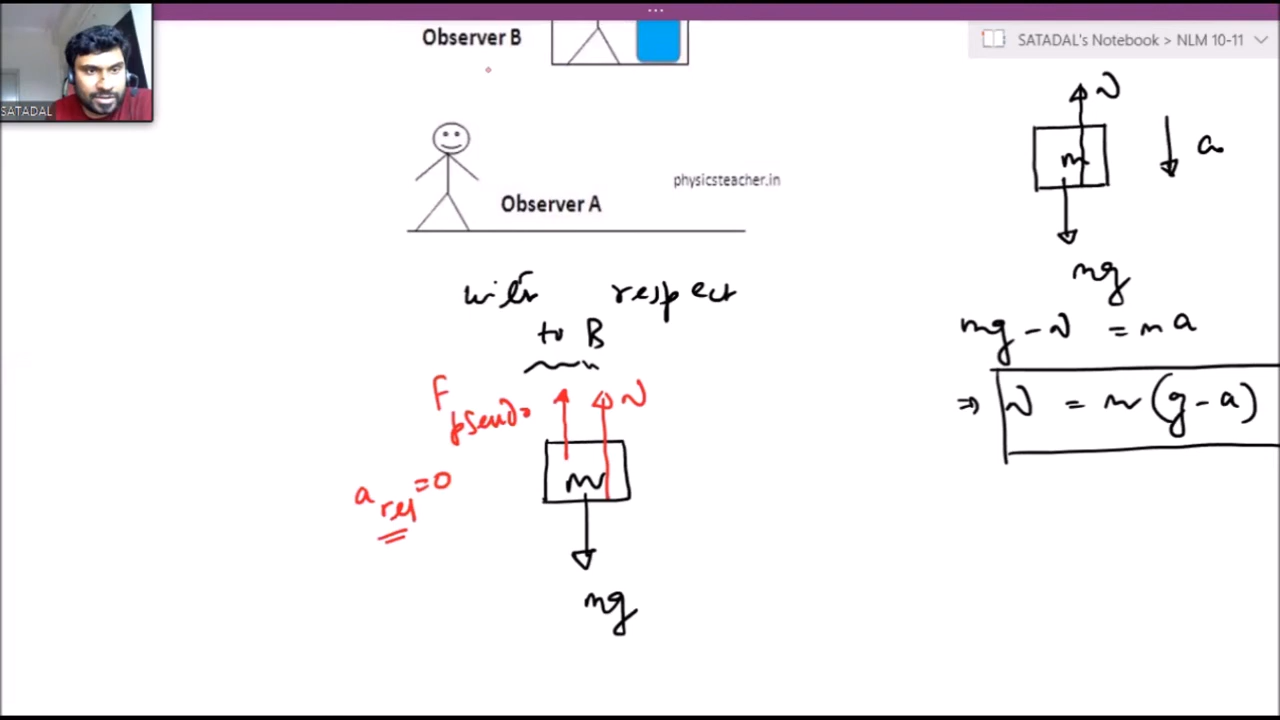 Observer B
SATADAL's Notebook > NLM 10-11
SATADAL
physicsteacher.in
Observer A
with respect
to B
F pseudo
N
m
a rel = 0
mg
N
m
a
mg
mg - N = ma
⇒ N = m (g - a)